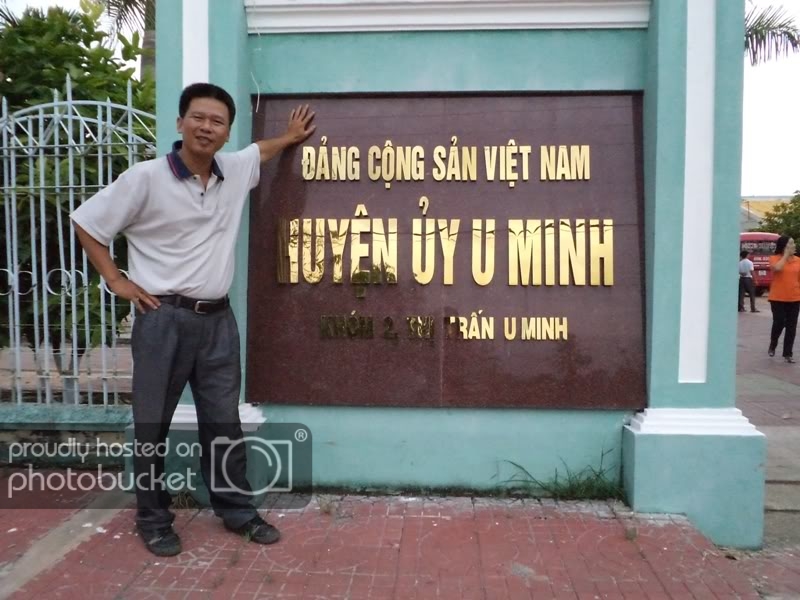 ĐẢNG CỘNG SẢN VIỆT NAM
HUYỆN ỦY U MINH
KHÓM 2, THỊ TRẤN U MINH
proudly hosted on
photobucket®